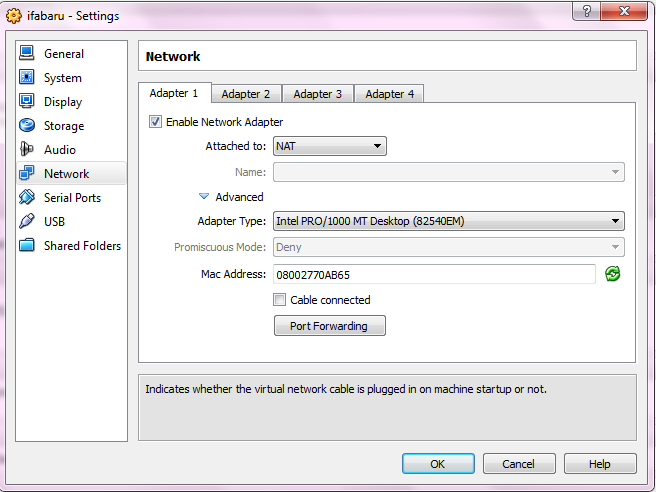 ifabaru - Settings
?
General
System
Display
Storage
Audio
Network
Serial Ports
USB
Shared Folders
Network
Adapter 1 Adapter 2 Adapter 3 Adapter 4
Enable Network Adapter
Attached to: NAT
Name:
Advanced
Adapter Type: Intel PRO/1000 MT Desktop (82540EM)
Promiscuous Mode: Deny
Mac Address: 08002770AB65
Cable connected
Port Forwarding
Indicates whether the virtual network cable is plugged in on machine startup or not.
OK Cancel Help